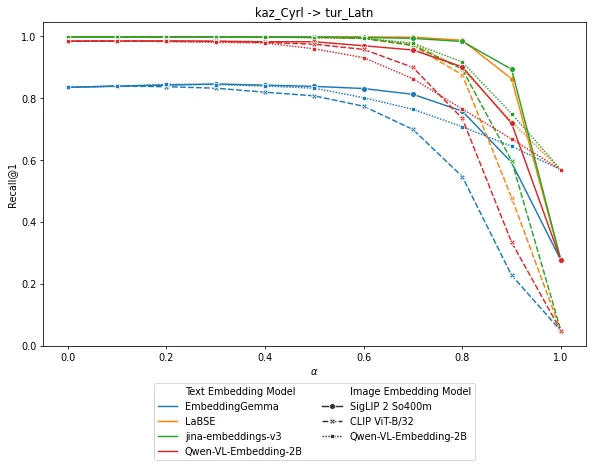 kaz_Cyrl -> tur_Latn
1.0
0.8
0.6
0.4
0.2
0.0
Recall@1
0.0 0.2 0.4 0.6 0.8 1.0
α
Text Embedding Model
EmbeddingGemma
LaBSE
jina-embeddings-v3
Qwen-VL-Embedding-2B
Image Embedding Model
SigLIP 2 So400m
CLIP ViT-B/32
Qwen-VL-Embedding-2B